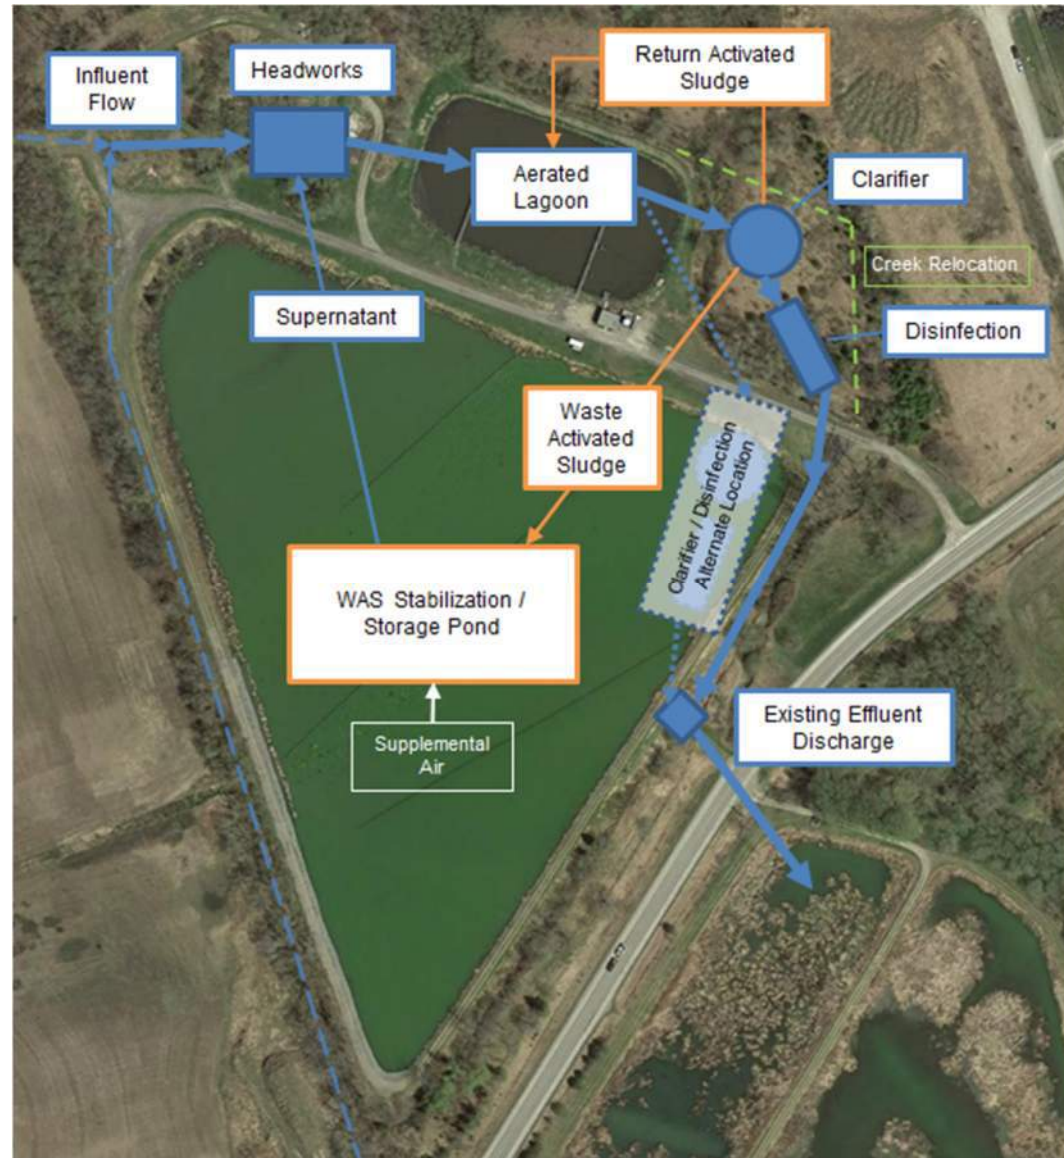 Influent
Flow
Headworks
Return Activated
Sludge
Aerated
Lagoon
Clarifier
Creek Relocation
Supernatant
Disinfection
Waste
Activated
Sludge
Clarifier / Disinfection
Alternate Location
WAS Stabilization /
Storage Pond
Supplemental
Air
Existing Effluent
Discharge